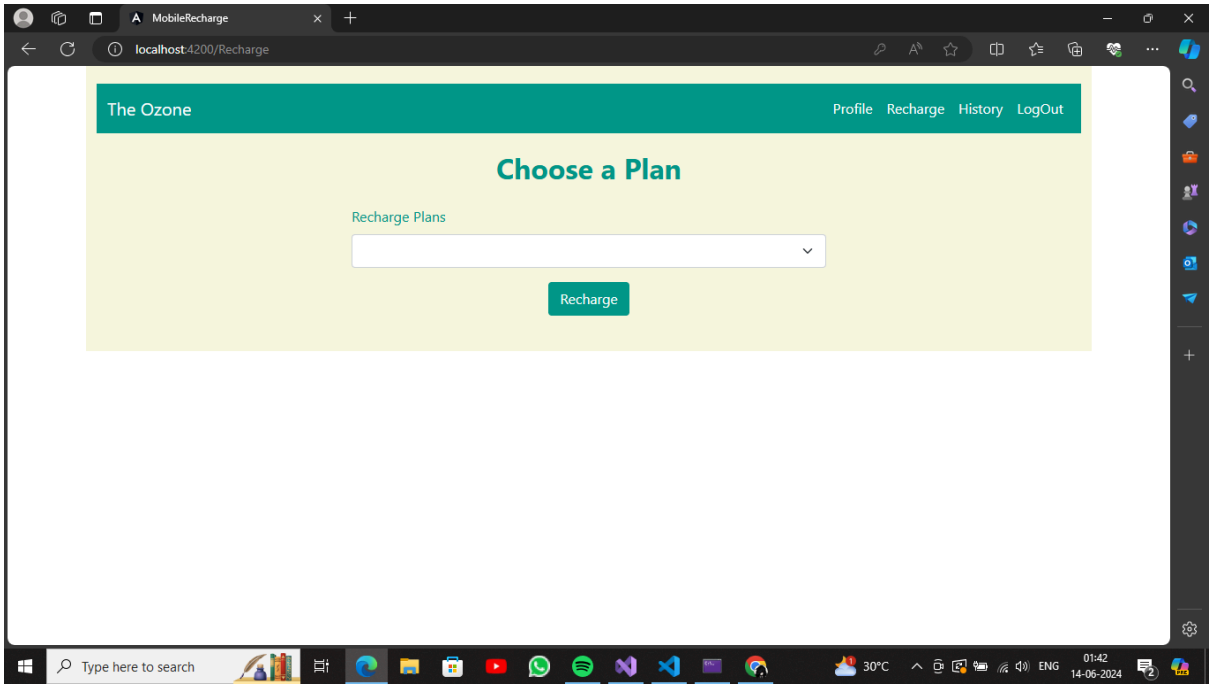 MobileRecharge
localhost:4200/Recharge
The Ozone
Profile Recharge History LogOut
Choose a Plan
Recharge Plans
Recharge
Type here to search
30°C
ENG
01:42
14-06-2024
2